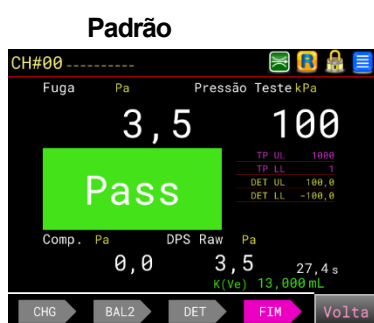 Padrão
CH#00 ----------
R
Fuga Pa Pressão Teste kPa
3,5 100
TP UL 1000
TP LL 1
DET UL 100,0
DET LL -100,0
Pass
Comp. Pa DPS Raw Pa
0,0 3,5 27,4 s
K(Ve) 13,000 mL
CHG BAL2 DET FIM Volta